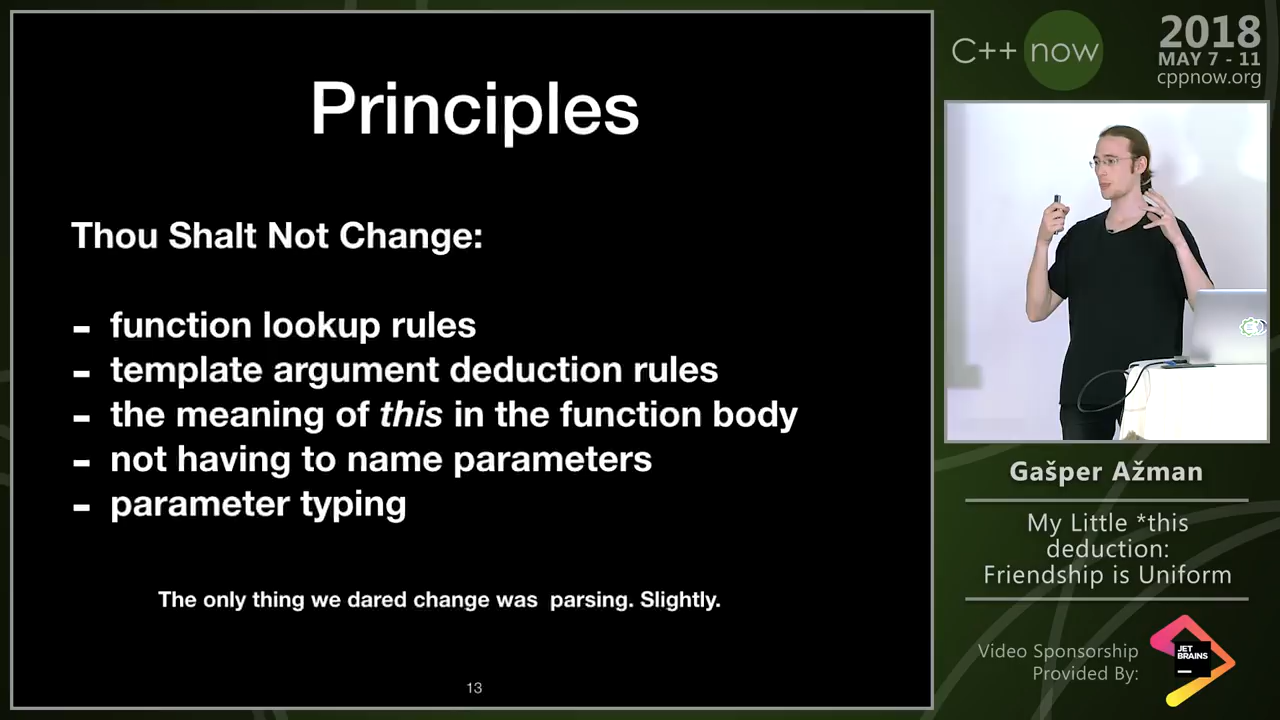 Principles
Thou Shalt Not Change:
- function lookup rules
- template argument deduction rules
- the meaning of this in the function body
- not having to name parameters
- parameter typing
The only thing we dared change was  parsing. Slightly.
13
C++ now
2018
MAY 7 - 11
cppnow.org
Gašper Ažman
My Little *this
deduction:
Friendship is Uniform
Video Sponsorship
Provided By:
JET
BRAINS